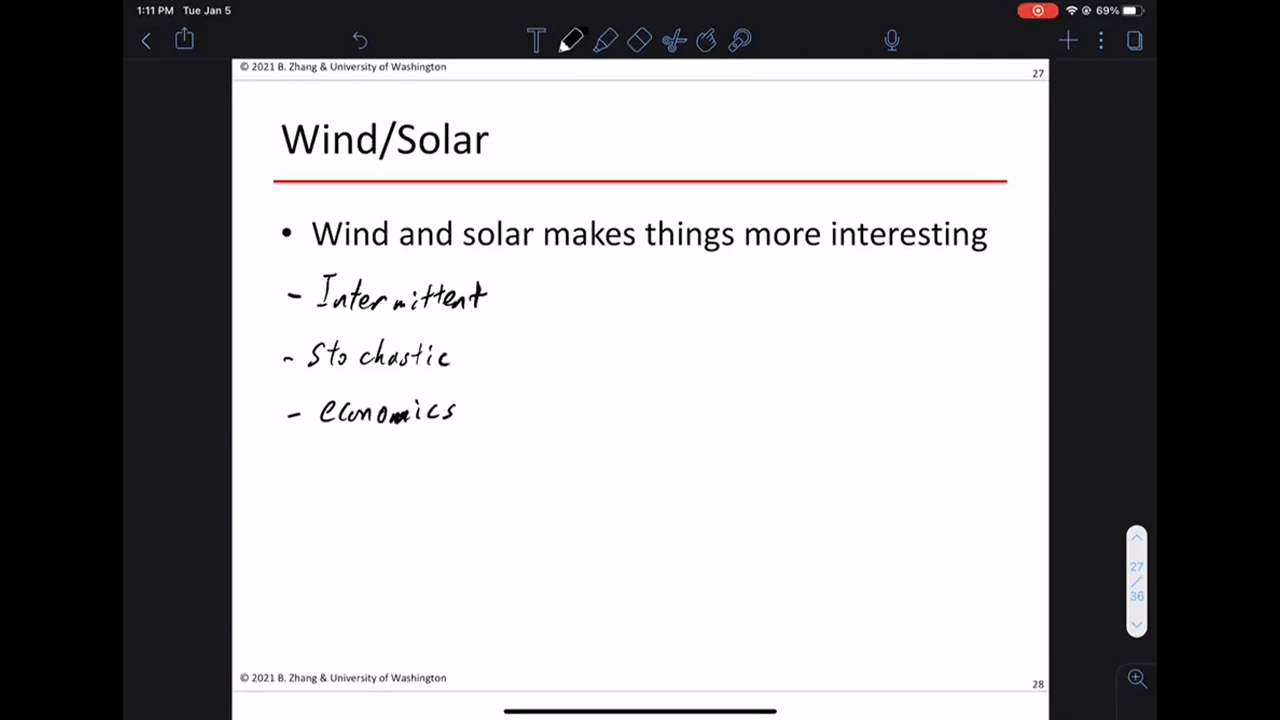 1:11 PM Tue Jan 5
69%
© 2021 B. Zhang & University of Washington
27
Wind/Solar
• Wind and solar makes things more interesting
- Intermittent
- Stochastic
- economics
27
/
36
© 2021 B. Zhang & University of Washington
28